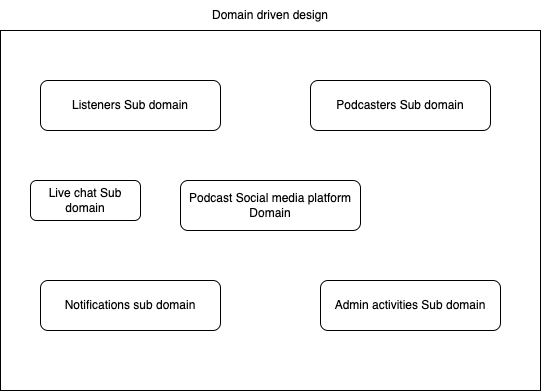 Domain driven design
Listeners Sub domain
Podcasters Sub domain
Live chat Sub
domain
Podcast Social media platform
Domain
Notifications sub domain
Admin activities Sub domain